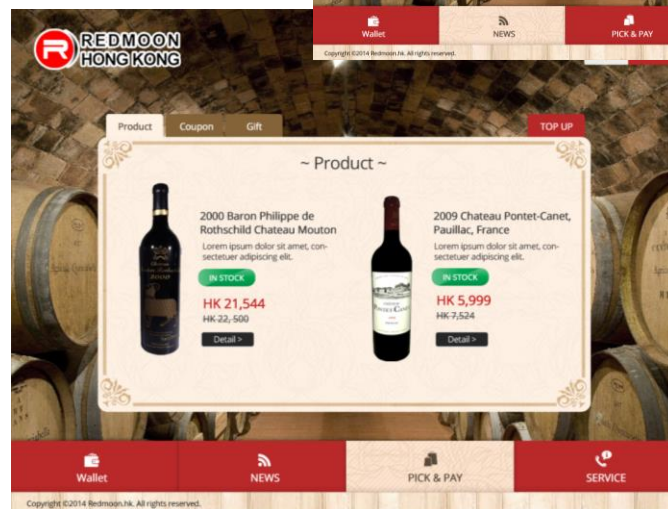 Wallet
NEWS
PICK & PAY
Copyright ©2014 Redmoon.hk. All rights reserved.
REDMOON
HONG KONG
Product
Coupon
Gift
TOP UP
~ Product ~
2000 Baron Philippe de
Rothschild Chateau Mouton
Lorem ipsum dolor sit amet, con-
sectetuer adipiscing elit.
IN STOCK
HK 21,544
HK 22, 500
Detail >
2009 Chateau Pontet-Canet,
Pauillac, France
Lorem ipsum dolor sit amet, con-
sectetuer adipiscing elit.
IN STOCK
HK 5,999
HK 7,524
Detail >
Wallet
NEWS
PICK & PAY
SERVICE
Copyright ©2014 Redmoon.hk. All rights reserved.